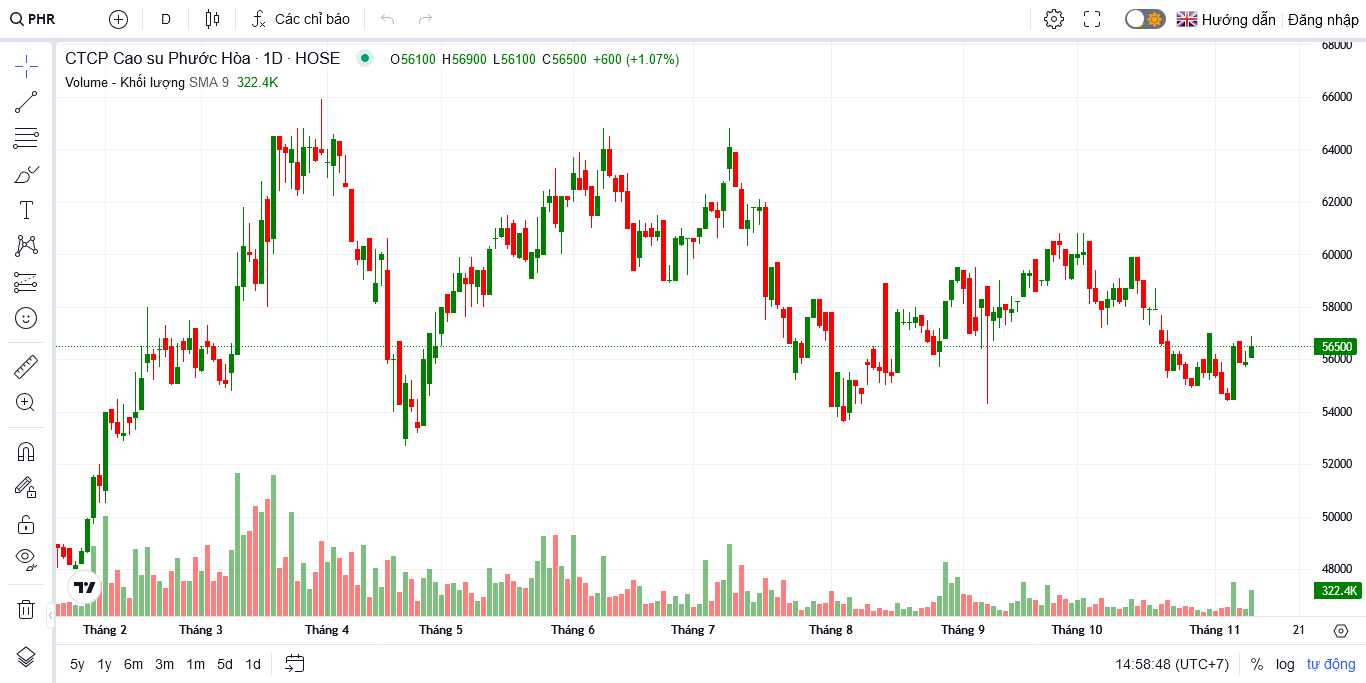 PHR D Các chỉ báo Hướng dẫn Đăng nhập
CTCP Cao su Phước Hòa · 1D · HOSE O56100 H56900 L56100 C56500 +600 (+1.07%)
Volume - Khối lượng SMA 9 322.4K
68000
66000
64000
62000
60000
58000
56500
56000
54000
52000
50000
48000
322.4K
Tháng 2 Tháng 3 Tháng 4 Tháng 5 Tháng 6 Tháng 7 Tháng 8 Tháng 9 Tháng 10 Tháng 11 21
5y 1y 6m 3m 1m 5d 1d 14:58:48 (UTC+7) % log tự động